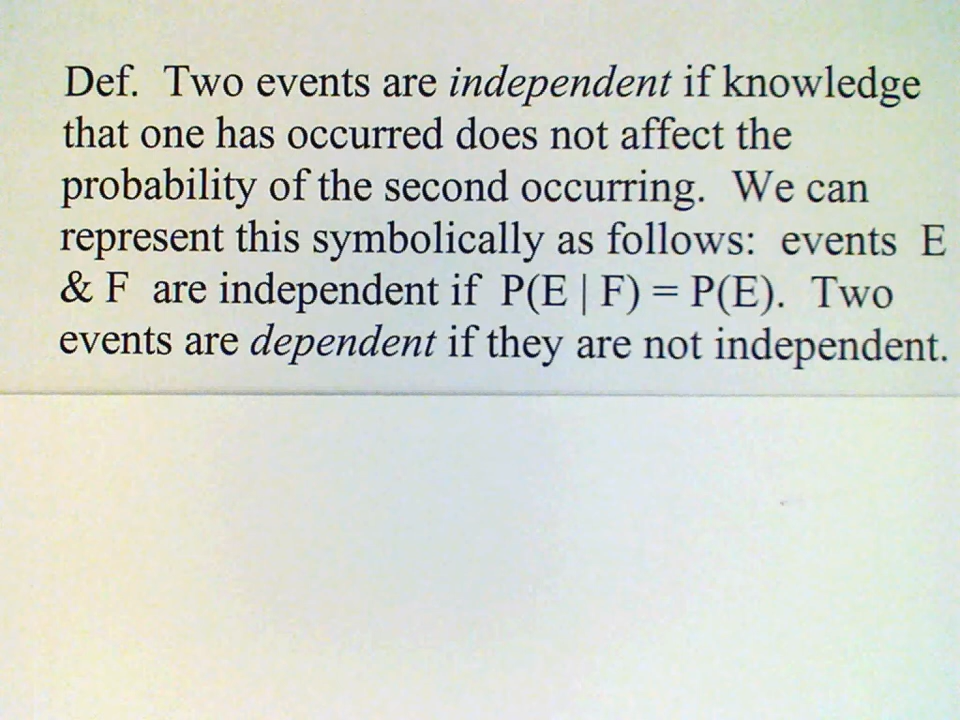 Def.  Two events are independent if knowledge
that one has occurred does not affect the
probability of the second occurring.  We can
represent this symbolically as follows:  events  E
& F  are independent if  P(E | F) = P(E).  Two
events are dependent if they are not independent.